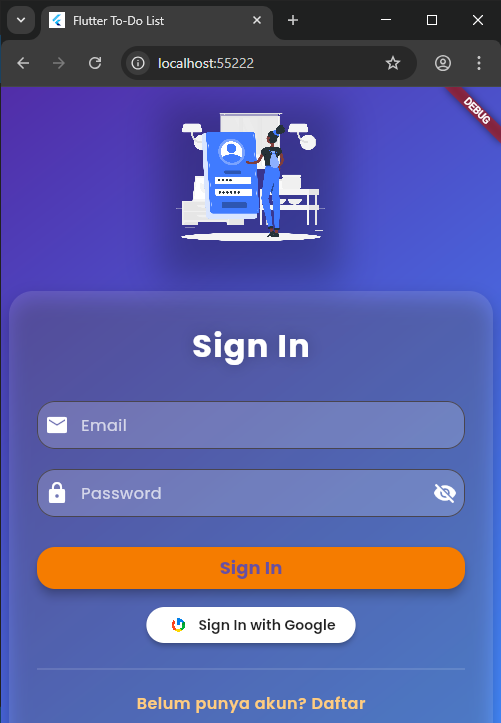 Flutter To-Do List
localhost:55222
DEBUG
Sign In
Email
Password
Sign In
Sign In with Google
Belum punya akun? Daftar